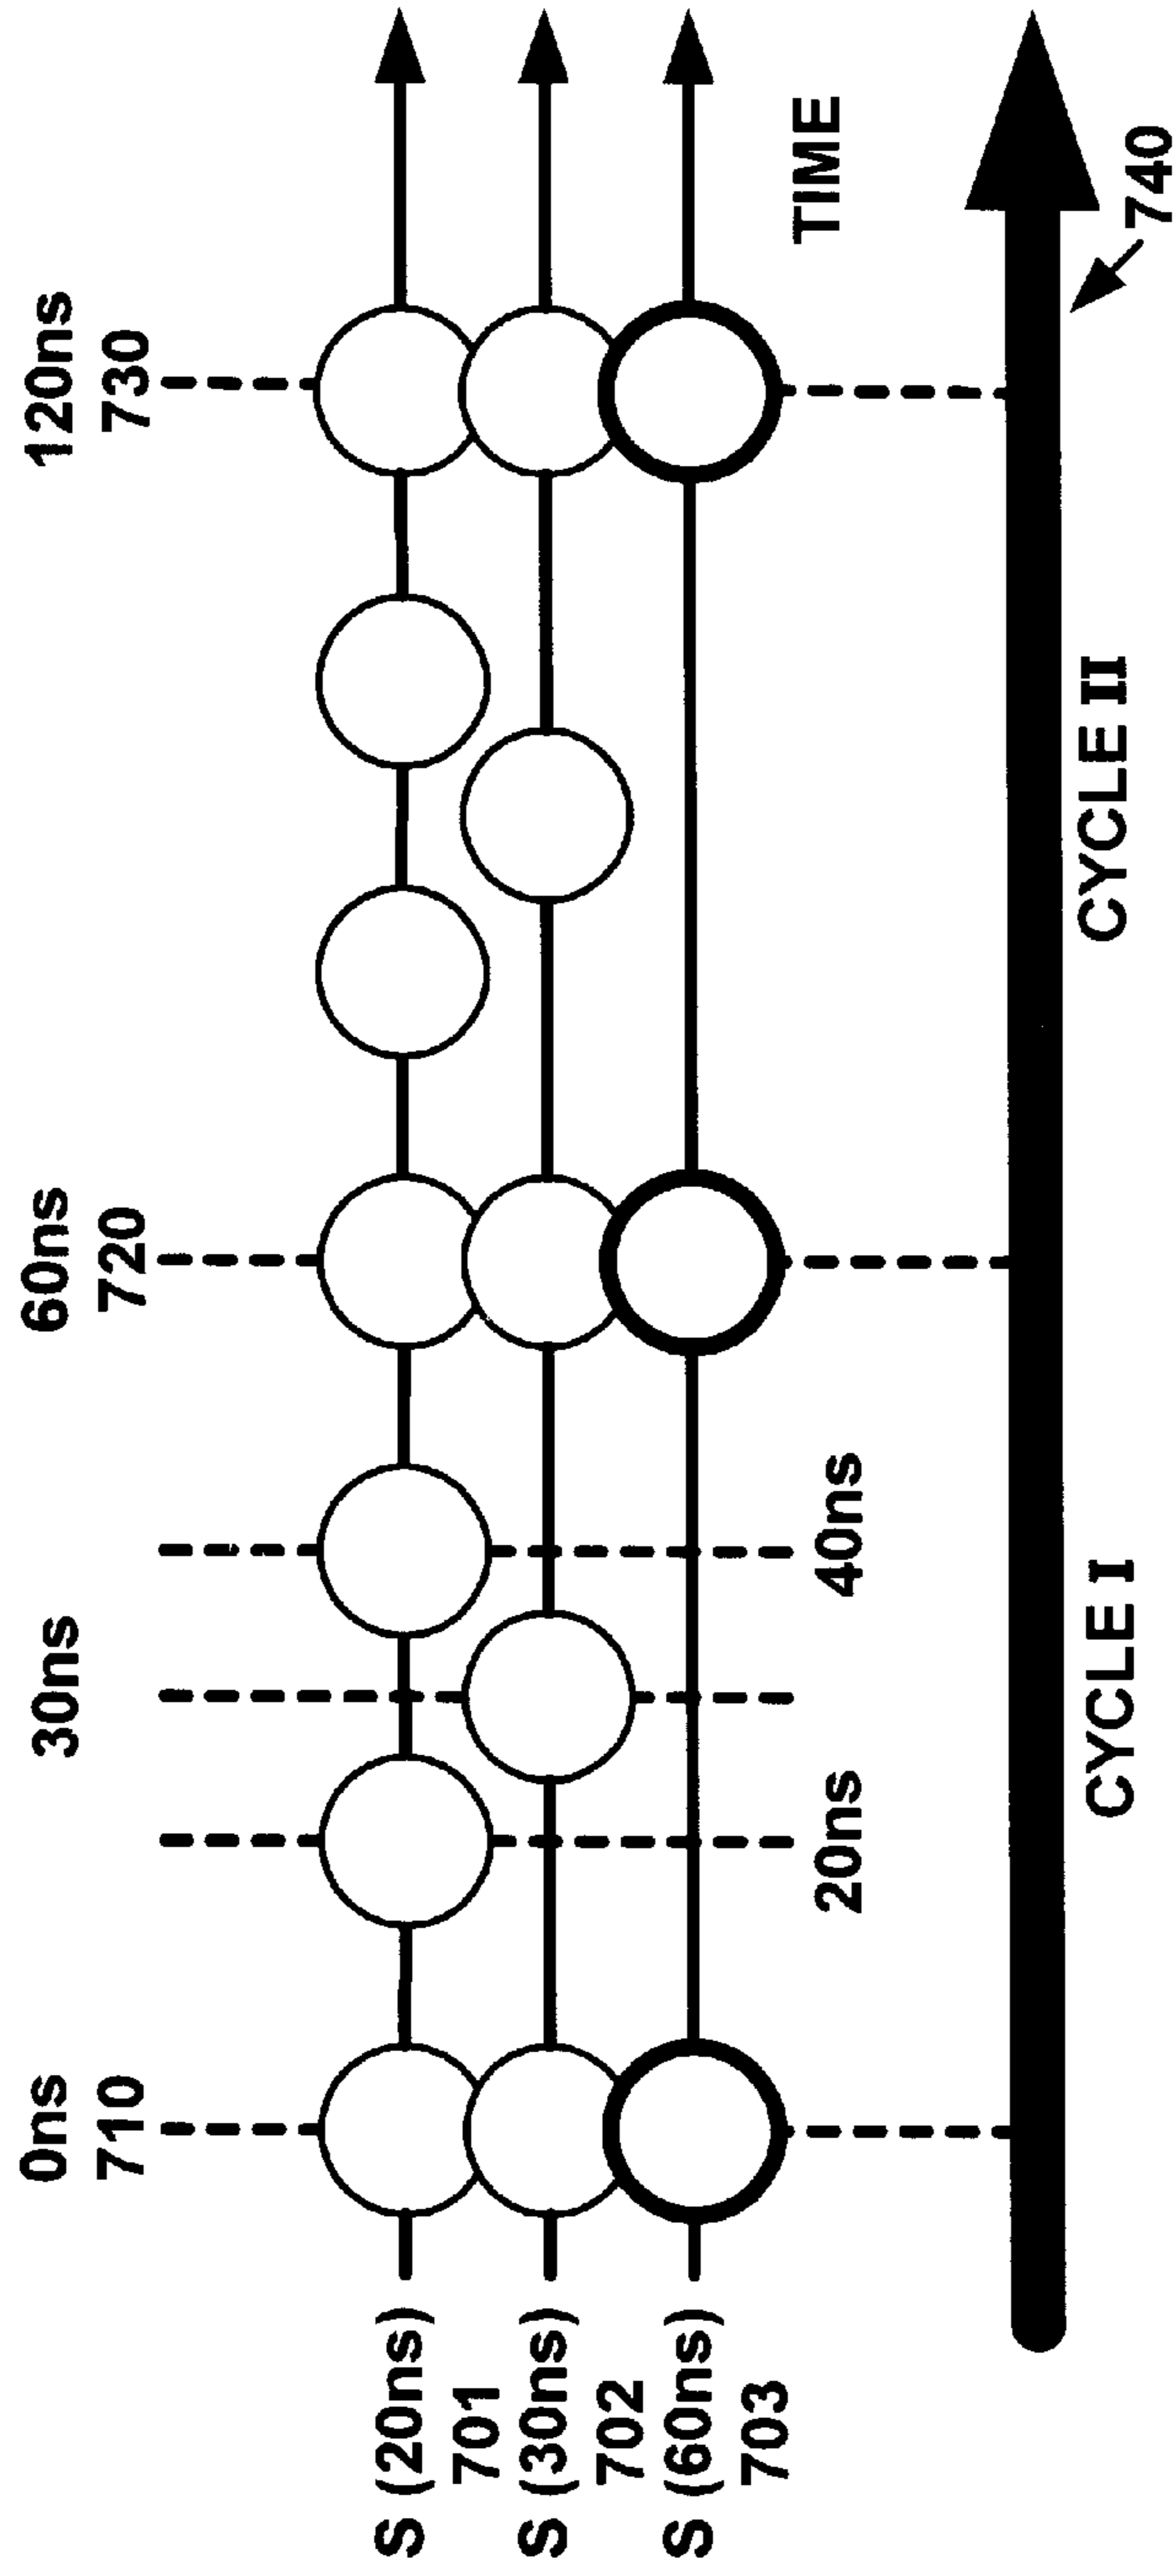 0ns
710
30ns
60ns
720
120ns
730
S (20ns)
701
S (30ns)
702
S (60ns)
703
20ns
40ns
TIME
CYCLE I
CYCLE II
740